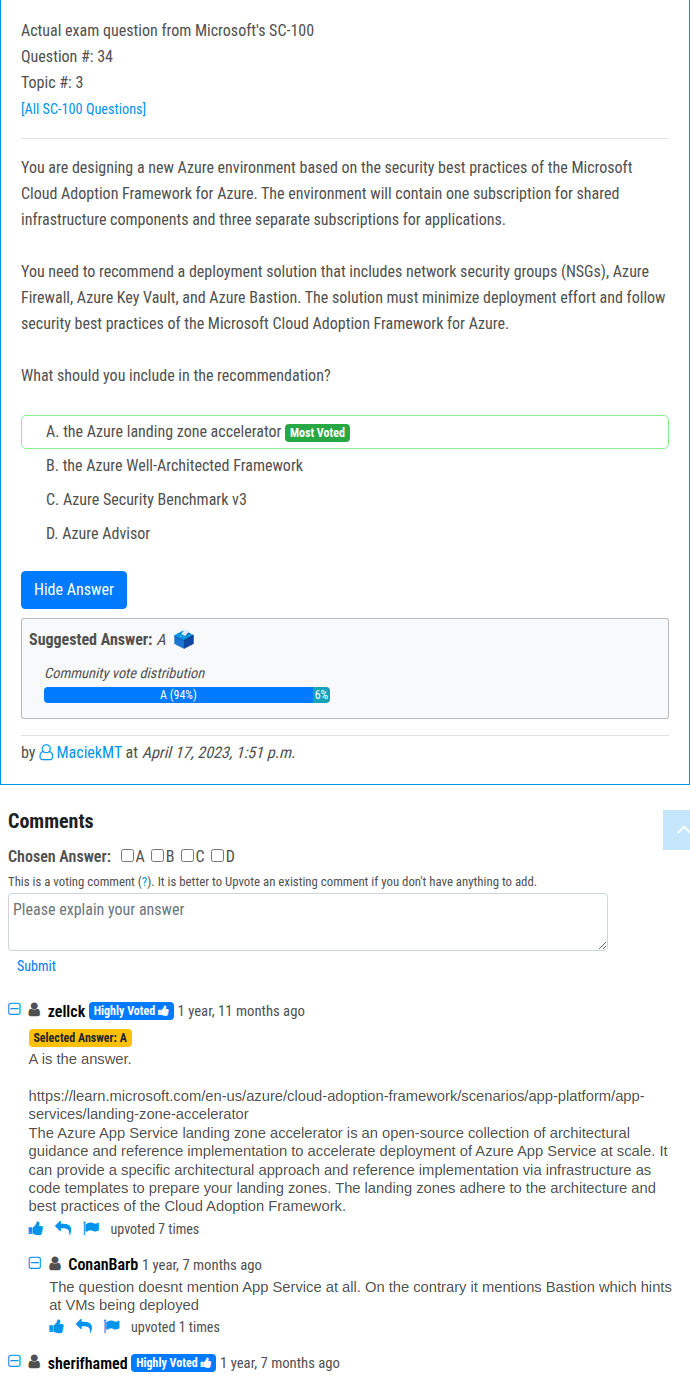 Actual exam question from Microsoft's SC-100
Question #: 34
Topic #: 3
[All SC-100 Questions]
You are designing a new Azure environment based on the security best practices of the Microsoft
Cloud Adoption Framework for Azure. The environment will contain one subscription for shared
infrastructure components and three separate subscriptions for applications.
You need to recommend a deployment solution that includes network security groups (NSGs), Azure
Firewall, Azure Key Vault, and Azure Bastion. The solution must minimize deployment effort and follow
security best practices of the Microsoft Cloud Adoption Framework for Azure.
What should you include in the recommendation?
A. the Azure landing zone accelerator Most Voted
B. the Azure Well-Architected Framework
C. Azure Security Benchmark v3
D. Azure Advisor
Hide Answer
Suggested Answer: A
Community vote distribution
A (94%) 6%
by MaciekMT at April 17, 2023, 1:51 p.m.
Comments
Chosen Answer: A B C D
This is a voting comment (?). It is better to Upvote an existing comment if you don't have anything to add.
Please explain your answer
Submit
zellck Highly Voted 1 year, 11 months ago
Selected Answer: A
A is the answer.
https://learn.microsoft.com/en-us/azure/cloud-adoption-framework/scenarios/app-platform/app-
services/landing-zone-accelerator
The Azure App Service landing zone accelerator is an open-source collection of architectural
guidance and reference implementation to accelerate deployment of Azure App Service at scale. It
can provide a specific architectural approach and reference implementation via infrastructure as
code templates to prepare your landing zones. The landing zones adhere to the architecture and
best practices of the Cloud Adoption Framework.
upvoted 7 times
ConanBarb 1 year, 7 months ago
The question doesnt mention App Service at all. On the contrary it mentions Bastion which hints
at VMs being deployed
upvoted 1 times
sherifhamed Highly Voted 1 year, 7 months ago